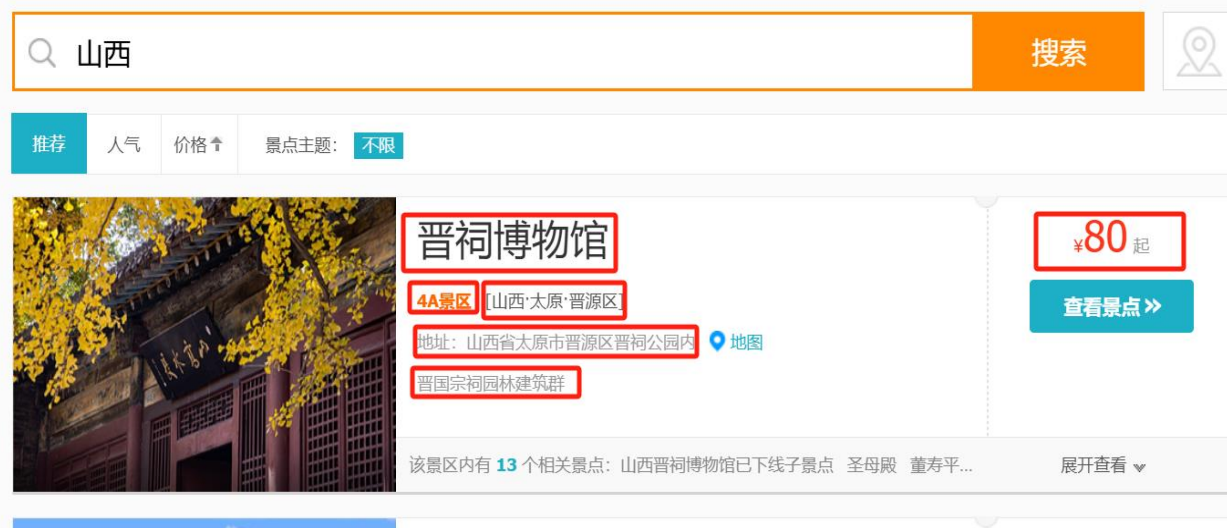 山西
搜索
推荐 人气 价格 景点主题： 不限
晋祠博物馆
¥80起
4A景区 [山西·太原·晋源区]
查看景点
地址：山西省太原市晋源区晋祠公园内 地图
晋国宗祠园林建筑群
该景区内有 13 个相关景点：山西晋祠博物馆已下线子景点 圣母殿 董寿平...
展开查看